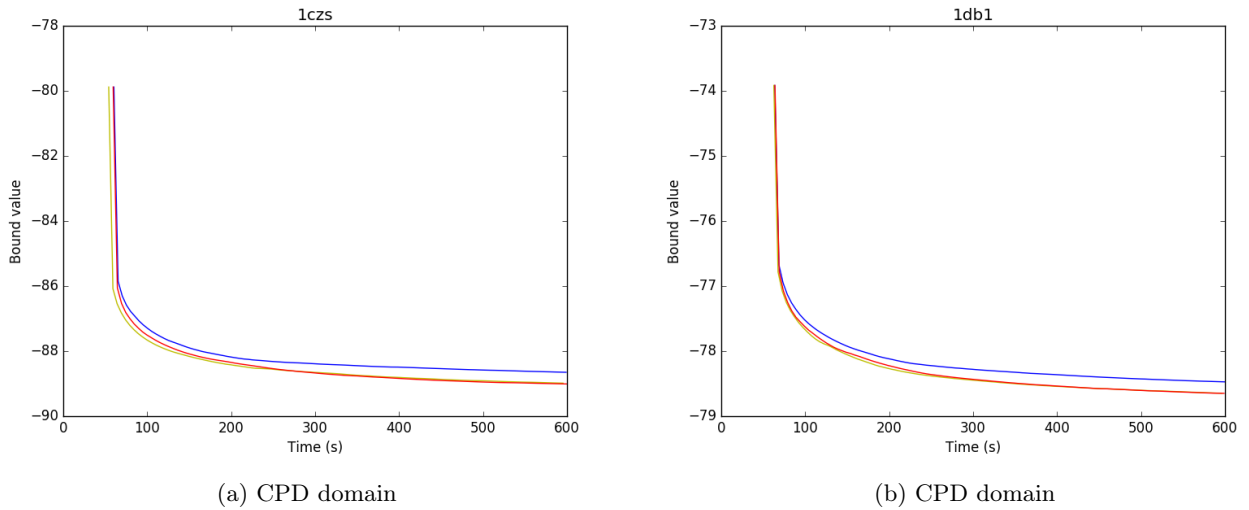 1czs
−78
−80
−82
−84
−86
−88
−90
Bound value
0 100 200 300 400 500 600
Time (s)
(a) CPD domain
1db1
−73
−74
−75
−76
−77
−78
−79
Bound value
0 100 200 300 400 500 600
Time (s)
(b) CPD domain